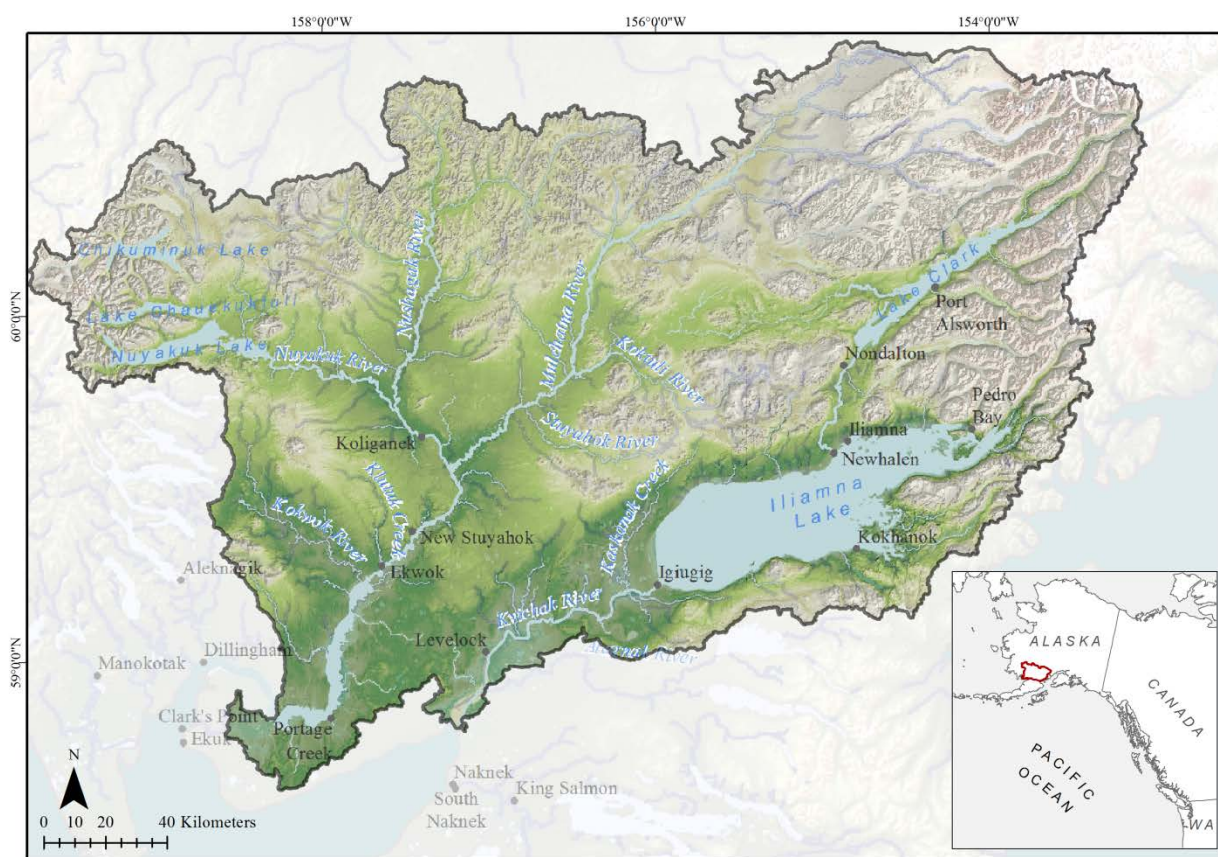 158°0'0"W
156°0'0"W
154°0'0"W
60°0'0"N
59°0'0"N
Chikuminuk Lake
Lake Chauekuktuli
Nuyakuk Lake
Nuyakuk River
Nushagak River
Mulchatna River
Koktuli River
Stuyahok River
Lake Clark
Port
Alsworth
Nondalton
Pedro
Bay
Iliamna
Newhalen
Iliamna
Lake
Koliganek
Klutuk Creek
Kokwok River
New Stuyahok
Ekwok
Kaskanak Creek
Kokhanok
Igiugig
Kvichak River
Levelock
Alagnak River
Aleknagik
Dillingham
Manokotak
Clark's Point
Ekuk
Portage
Creek
Naknek
South
Naknek
King Salmon
N
0 10 20 40 Kilometers
ALASKA
CANADA
PACIFIC
OCEAN
WA